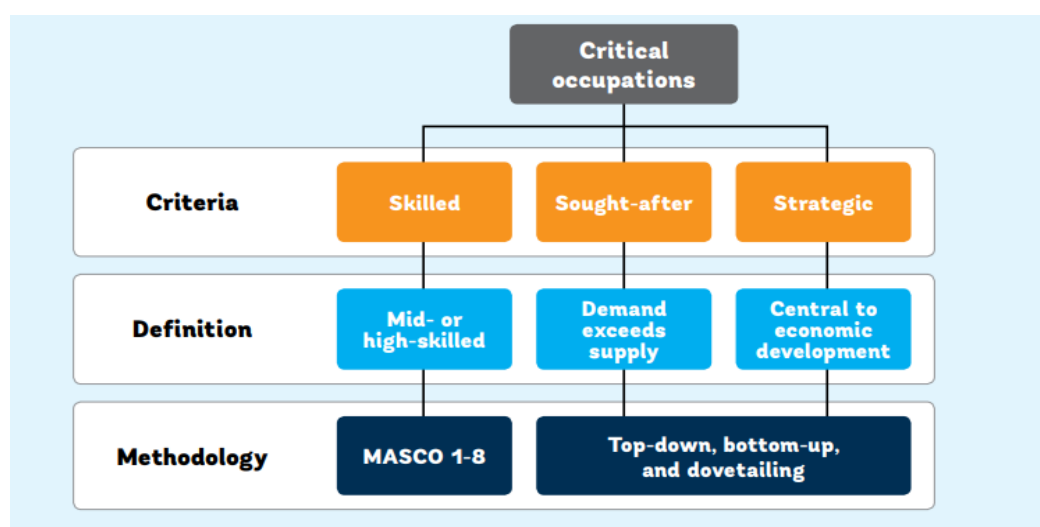 Critical
occupations
Criteria
Skilled
Sought-after
Strategic
Definition
Mid- or
high-skilled
Demand
exceeds
supply
Central to
economic
development
Methodology
MASCO 1-8
Top-down, bottom-up,
and dovetailing